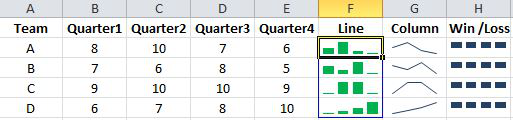 A B C D E F G H
Team Quarter1 Quarter2 Quarter3 Quarter4 Line Column Win /Loss
A 8 10 7 6
B 7 6 8 5
C 9 10 10 9
D 6 7 8 10